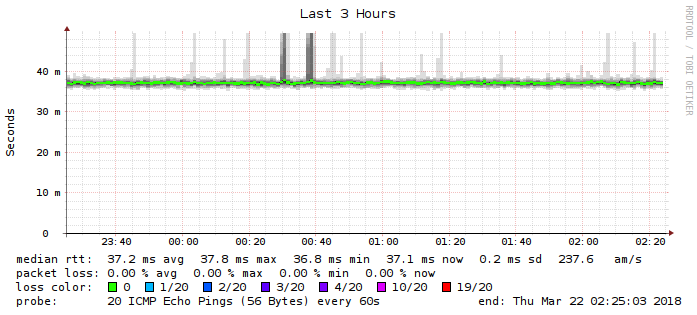 Last 3 Hours
RRDTOOL / TOBI OETIKER
Seconds
40 m
30 m
20 m
10 m
0
23:40 00:00 00:20 00:40 01:00 01:20 01:40 02:00 02:20
median rtt: 37.2 ms avg 37.8 ms max 36.8 ms min 37.1 ms now 0.2 ms sd 237.6 am/s
packet loss: 0.00 % avg 0.00 % max 0.00 % min 0.00 % now
loss color: 0 1/20 2/20 3/20 4/20 10/20 19/20
probe: 20 ICMP Echo Pings (56 Bytes) every 60s end: Thu Mar 22 02:25:03 2018